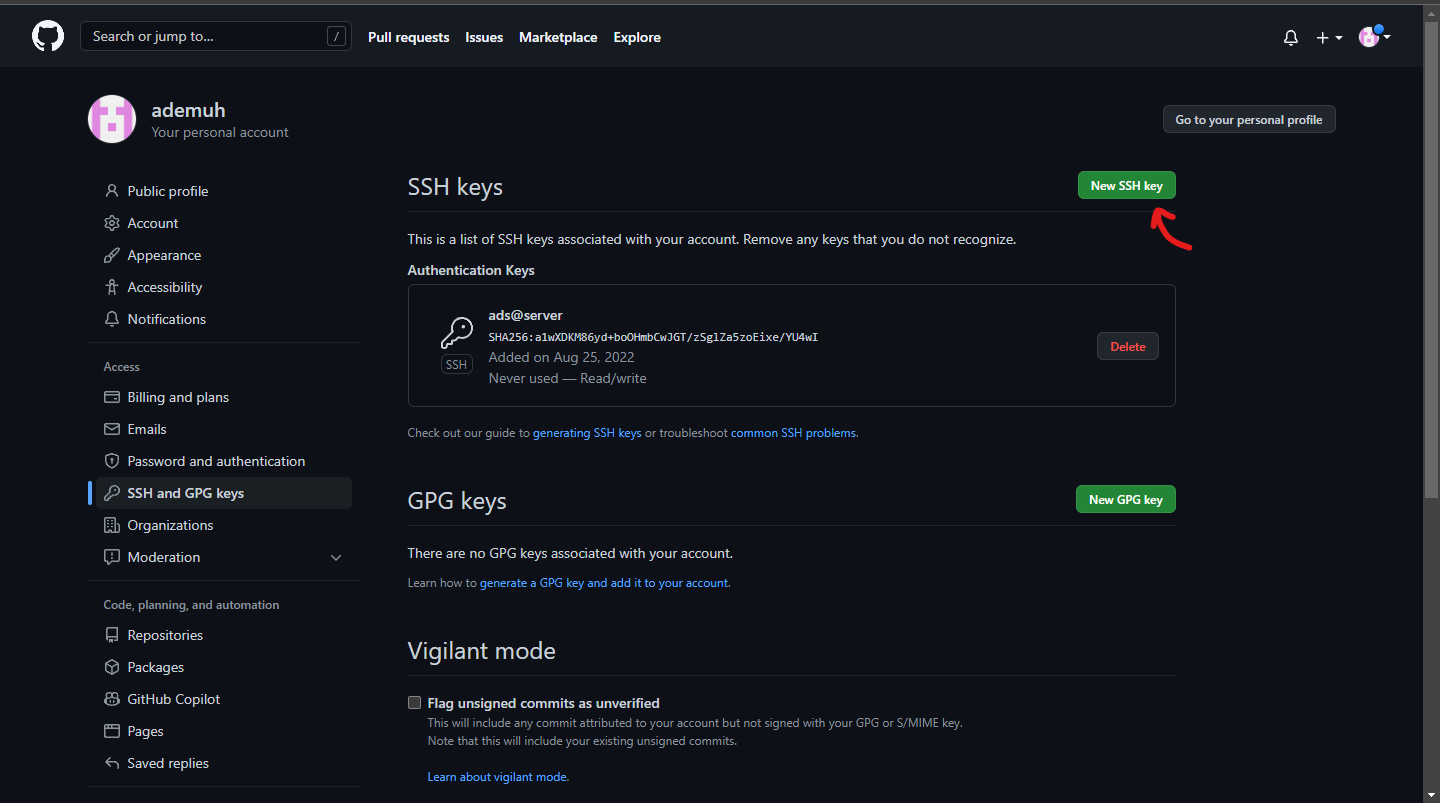 Search or jump to... /
Pull requests Issues Marketplace Explore
ademuh
Your personal account
Go to your personal profile
Public profile
Account
Appearance
Accessibility
Notifications
Access
Billing and plans
Emails
Password and authentication
SSH and GPG keys
Organizations
Moderation
Code, planning, and automation
Repositories
Packages
GitHub Copilot
Pages
Saved replies
SSH keys
New SSH key
This is a list of SSH keys associated with your account. Remove any keys that you do not recognize.
Authentication Keys
SSH
ads@server
SHA256:a1wXDKM86yd+boOHmbCwJGT/zSglZa5zoEixe/YU4wI
Added on Aug 25, 2022
Never used — Read/write
Delete
Check out our guide to generating SSH keys or troubleshoot common SSH problems.
GPG keys
New GPG key
There are no GPG keys associated with your account.
Learn how to generate a GPG key and add it to your account.
Vigilant mode
Flag unsigned commits as unverified
This will include any commit attributed to your account but not signed with your GPG or S/MIME key.
Note that this will include your existing unsigned commits.
Learn about vigilant mode.